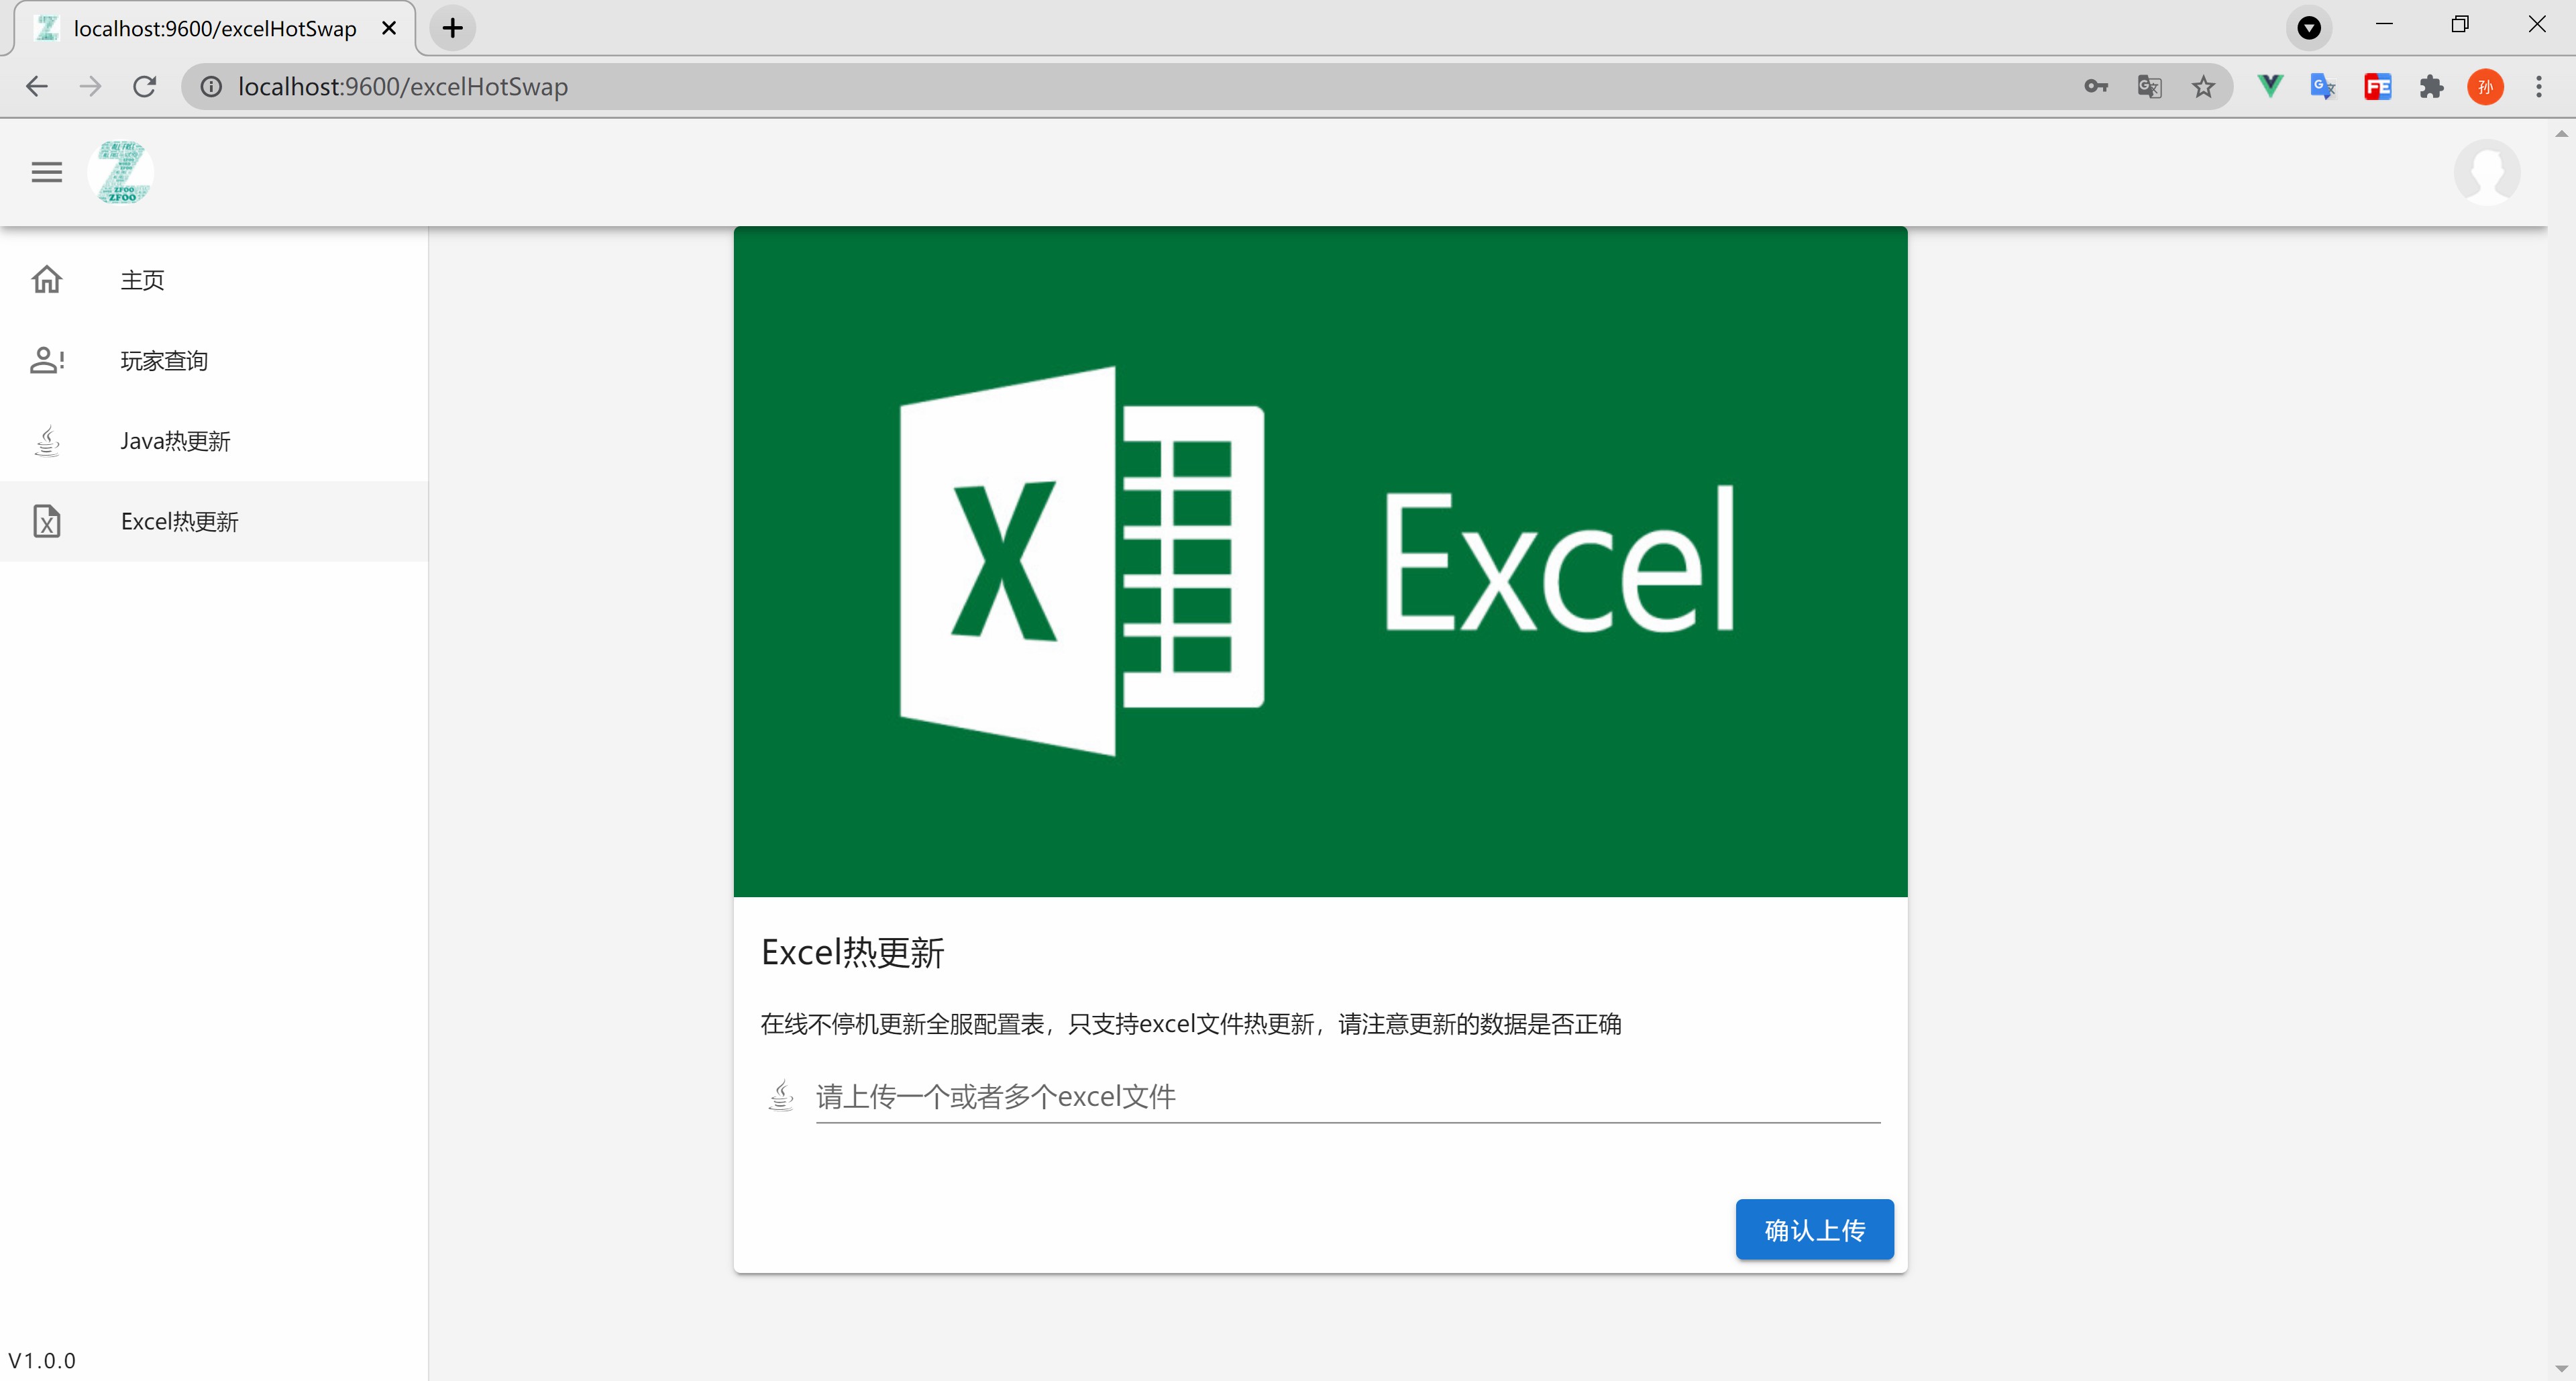 localhost:9600/excelHotSwap
localhost:9600/excelHotSwap
FE
孙
ZFOO
ZFOO
主页
玩家查询
Java热更新
X
Excel热更新
X
Excel
Excel热更新
在线不停机更新全服配置表，只支持excel文件热更新，请注意更新的数据是否正确
请上传一个或者多个excel文件
确认上传
V1.0.0